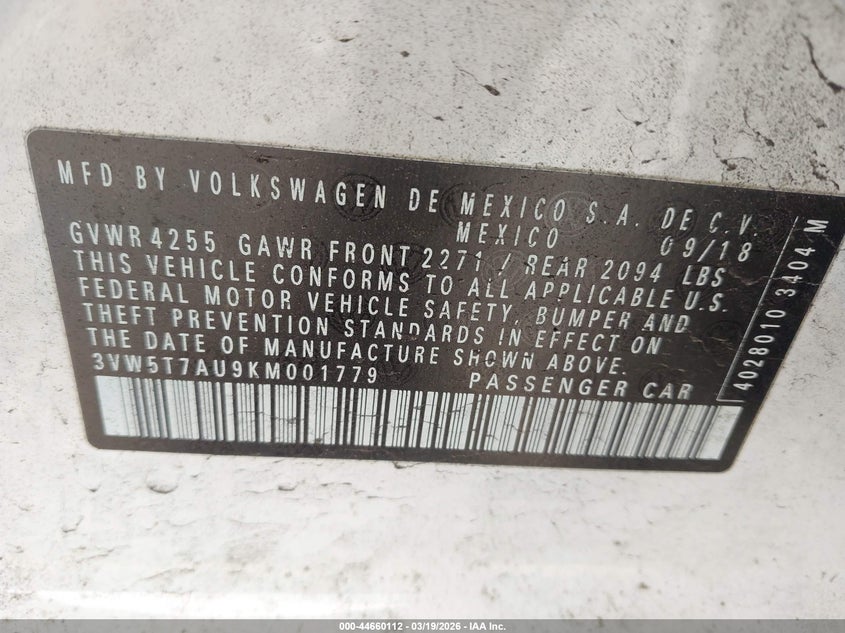 MFD BY VOLKSWAGEN DE MEXICO S.A. DE C.V.
MEXICO 09/18
GVWR 4255 GAWR FRONT 2271 / REAR 2094 LBS
THIS VEHICLE CONFORMS TO ALL APPLICABLE U.S.
FEDERAL MOTOR VEHICLE SAFETY, BUMPER AND
THEFT PREVENTION STANDARDS IN EFFECT ON
THE DATE OF MANUFACTURE SHOWN ABOVE.
3VW5T7AU9KM001779 PASSENGER CAR
4028010 3404 M
000-44660112 — 03/19/2026 — IAA Inc.